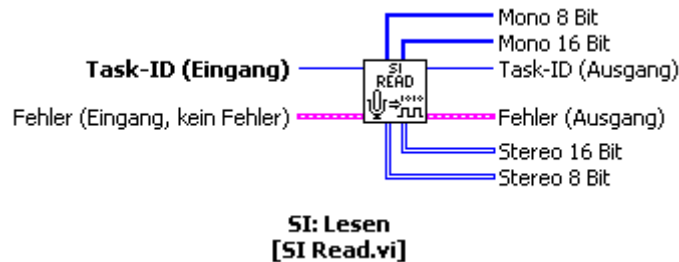 Mono 8 Bit
Mono 16 Bit
Task-ID (Eingang)
Task-ID (Ausgang)
SI
READ
1010
Fehler (Eingang, kein Fehler)
Fehler (Ausgang)
Stereo 16 Bit
Stereo 8 Bit
SI: Lesen
[SI Read.vi]